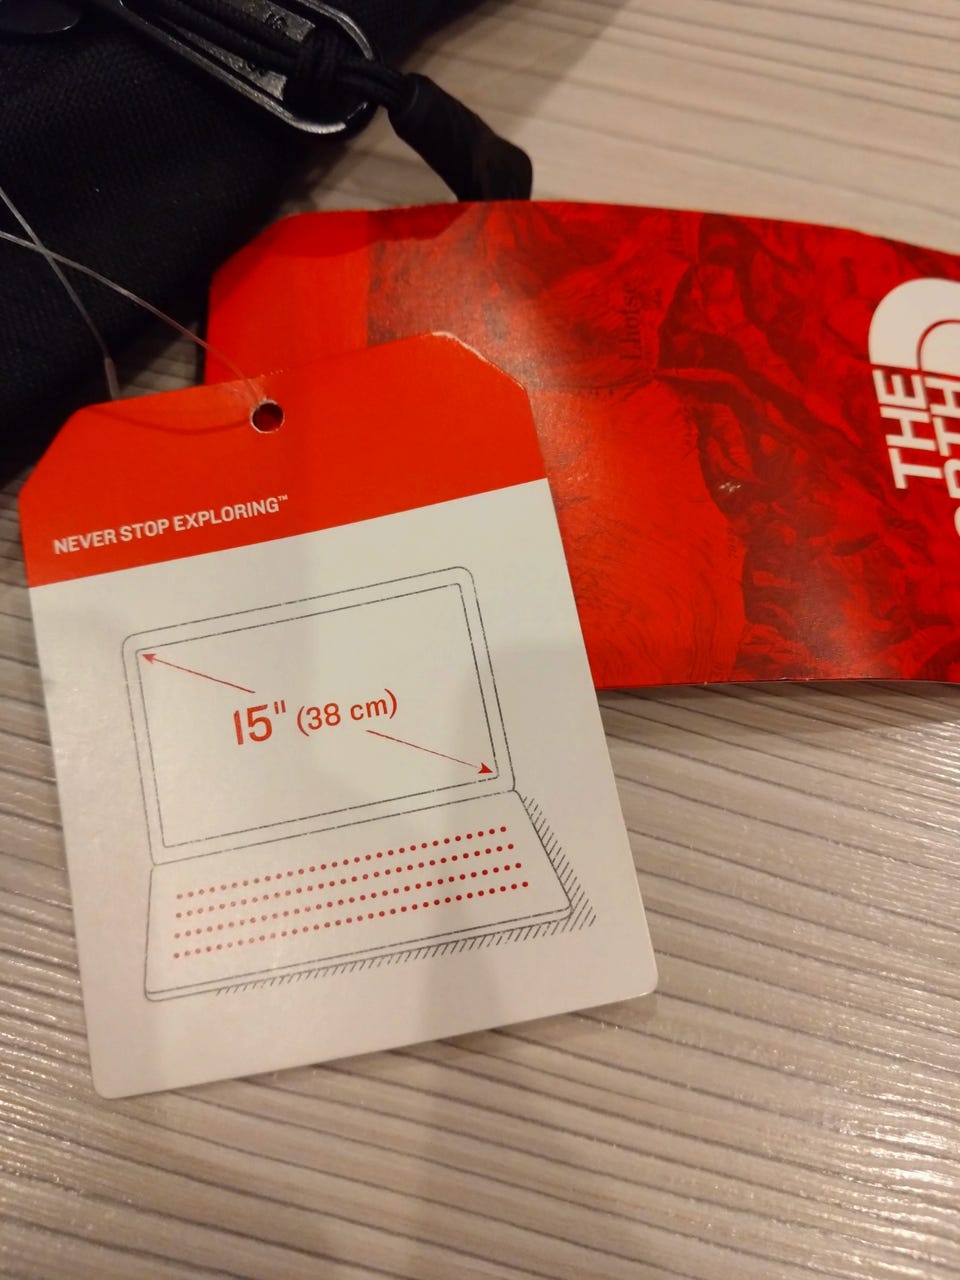 NEVER STOP EXPLORING™
15" (38 cm)
Lhotse
THE